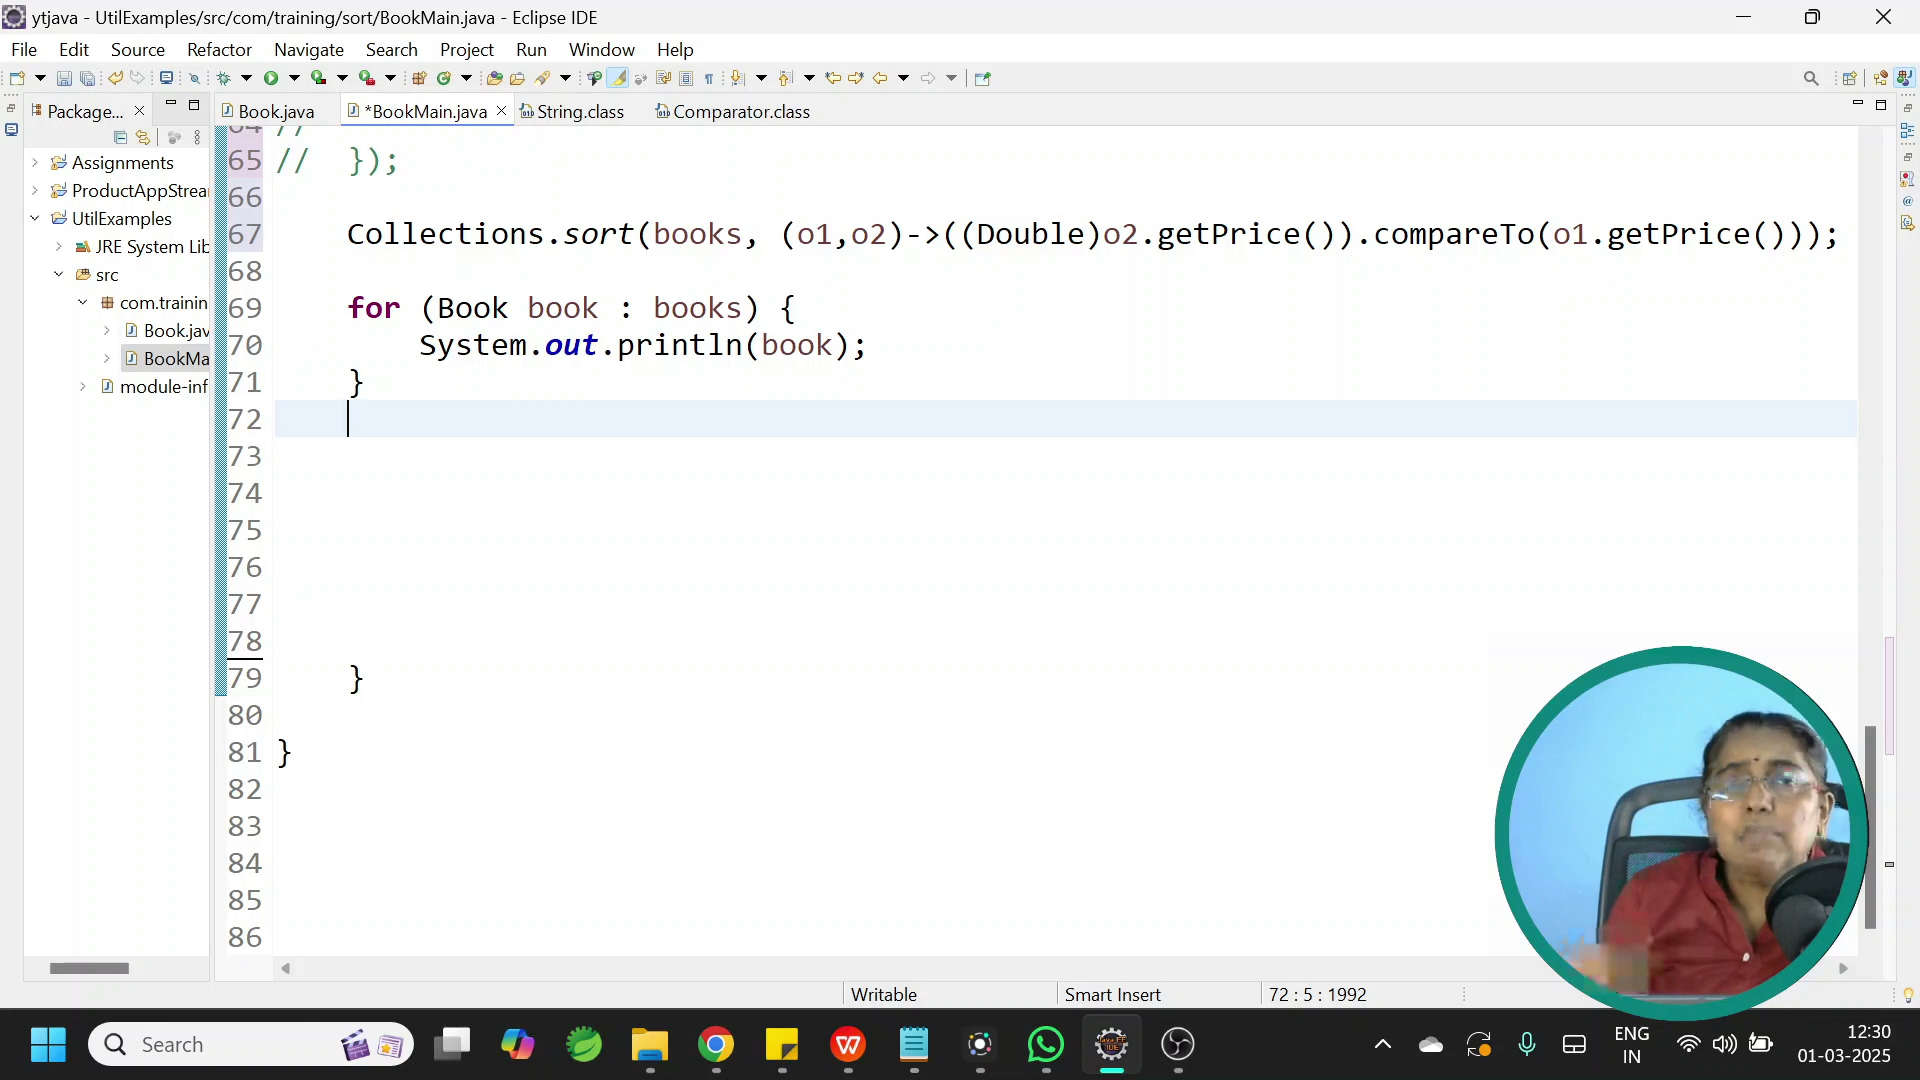 ytjava - UtilExamples/src/com/training/sort/BookMain.java - Eclipse IDE
File Edit Source Refactor Navigate Search Project Run Window Help
Package... Book.java *BookMain.java String.class Comparator.class
Assignments
ProductAppStrea
UtilExamples
JRE System Lib
src
com.trainin
Book.jav
BookMa
module-inf
64 //
65 // });
66
67 Collections.sort(books, (o1,o2)->((Double)o2.getPrice()).compareTo(o1.getPrice()));
68
69 for (Book book : books) {
70 System.out.println(book);
71 }
72
73
74
75
76
77
78
79 }
80
81 }
82
83
84
85
86
Writable Smart Insert 72 : 5 : 1992
Search
ENG
IN
12:30
01-03-2025